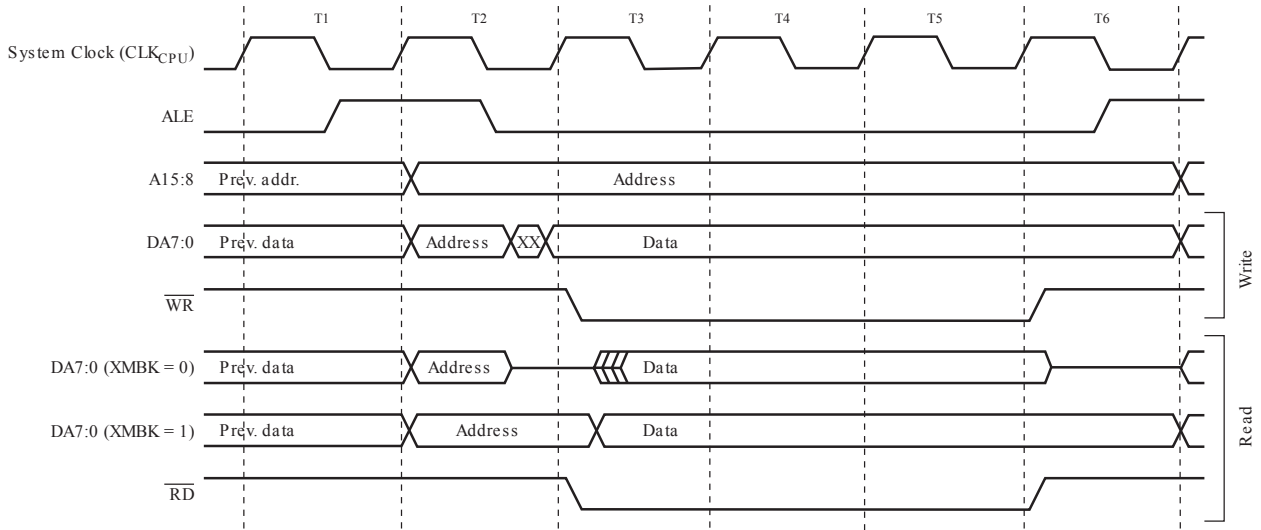 T1 T2 T3 T4 T5 T6
System Clock (CLKCPU)
ALE
A15:8 Prev. addr. Address
DA7:0 Prev. data Address XX Data
WR
Write
DA7:0 (XMBK = 0) Prev. data Address Data
DA7:0 (XMBK = 1) Prev. data Address Data
RD
Read